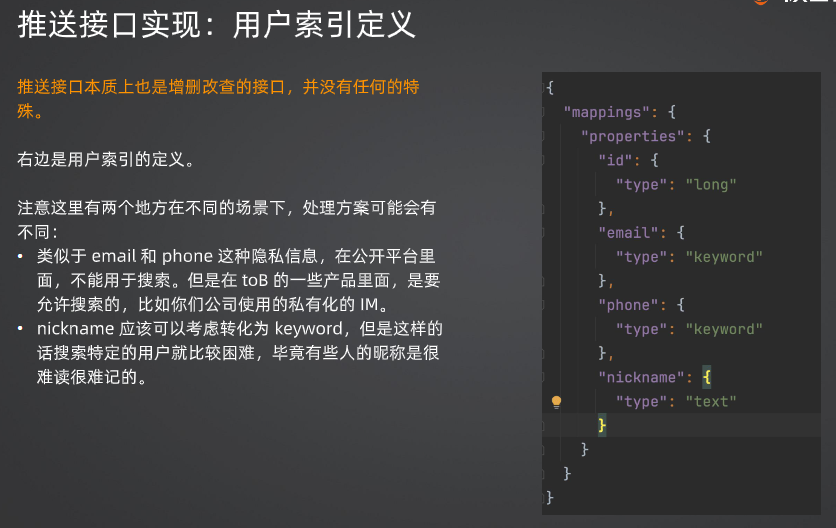 推送接口实现：用户索引定义
推送接口本质上也是增删改查的接口，并没有任何的特
殊。
右边是用户索引的定义。
注意这里有两个地方在不同的场景下，处理方案可能会有
不同：
• 类似于 email 和 phone 这种隐私信息，在公开平台里
面，不能用于搜索。但是在 toB 的一些产品里面，是要
允许搜索的，比如你们公司使用的私有化的 IM。
• nickname 应该可以考虑转化为 keyword，但是这样的
话搜索特定的用户就比较困难，毕竟有些人的昵称是很
难读很难记的。
{
"mappings": {
"properties": {
"id": {
"type": "long"
},
"email": {
"type": "keyword"
},
"phone": {
"type": "keyword"
},
"nickname": {
"type": "text"
}
}
}
}